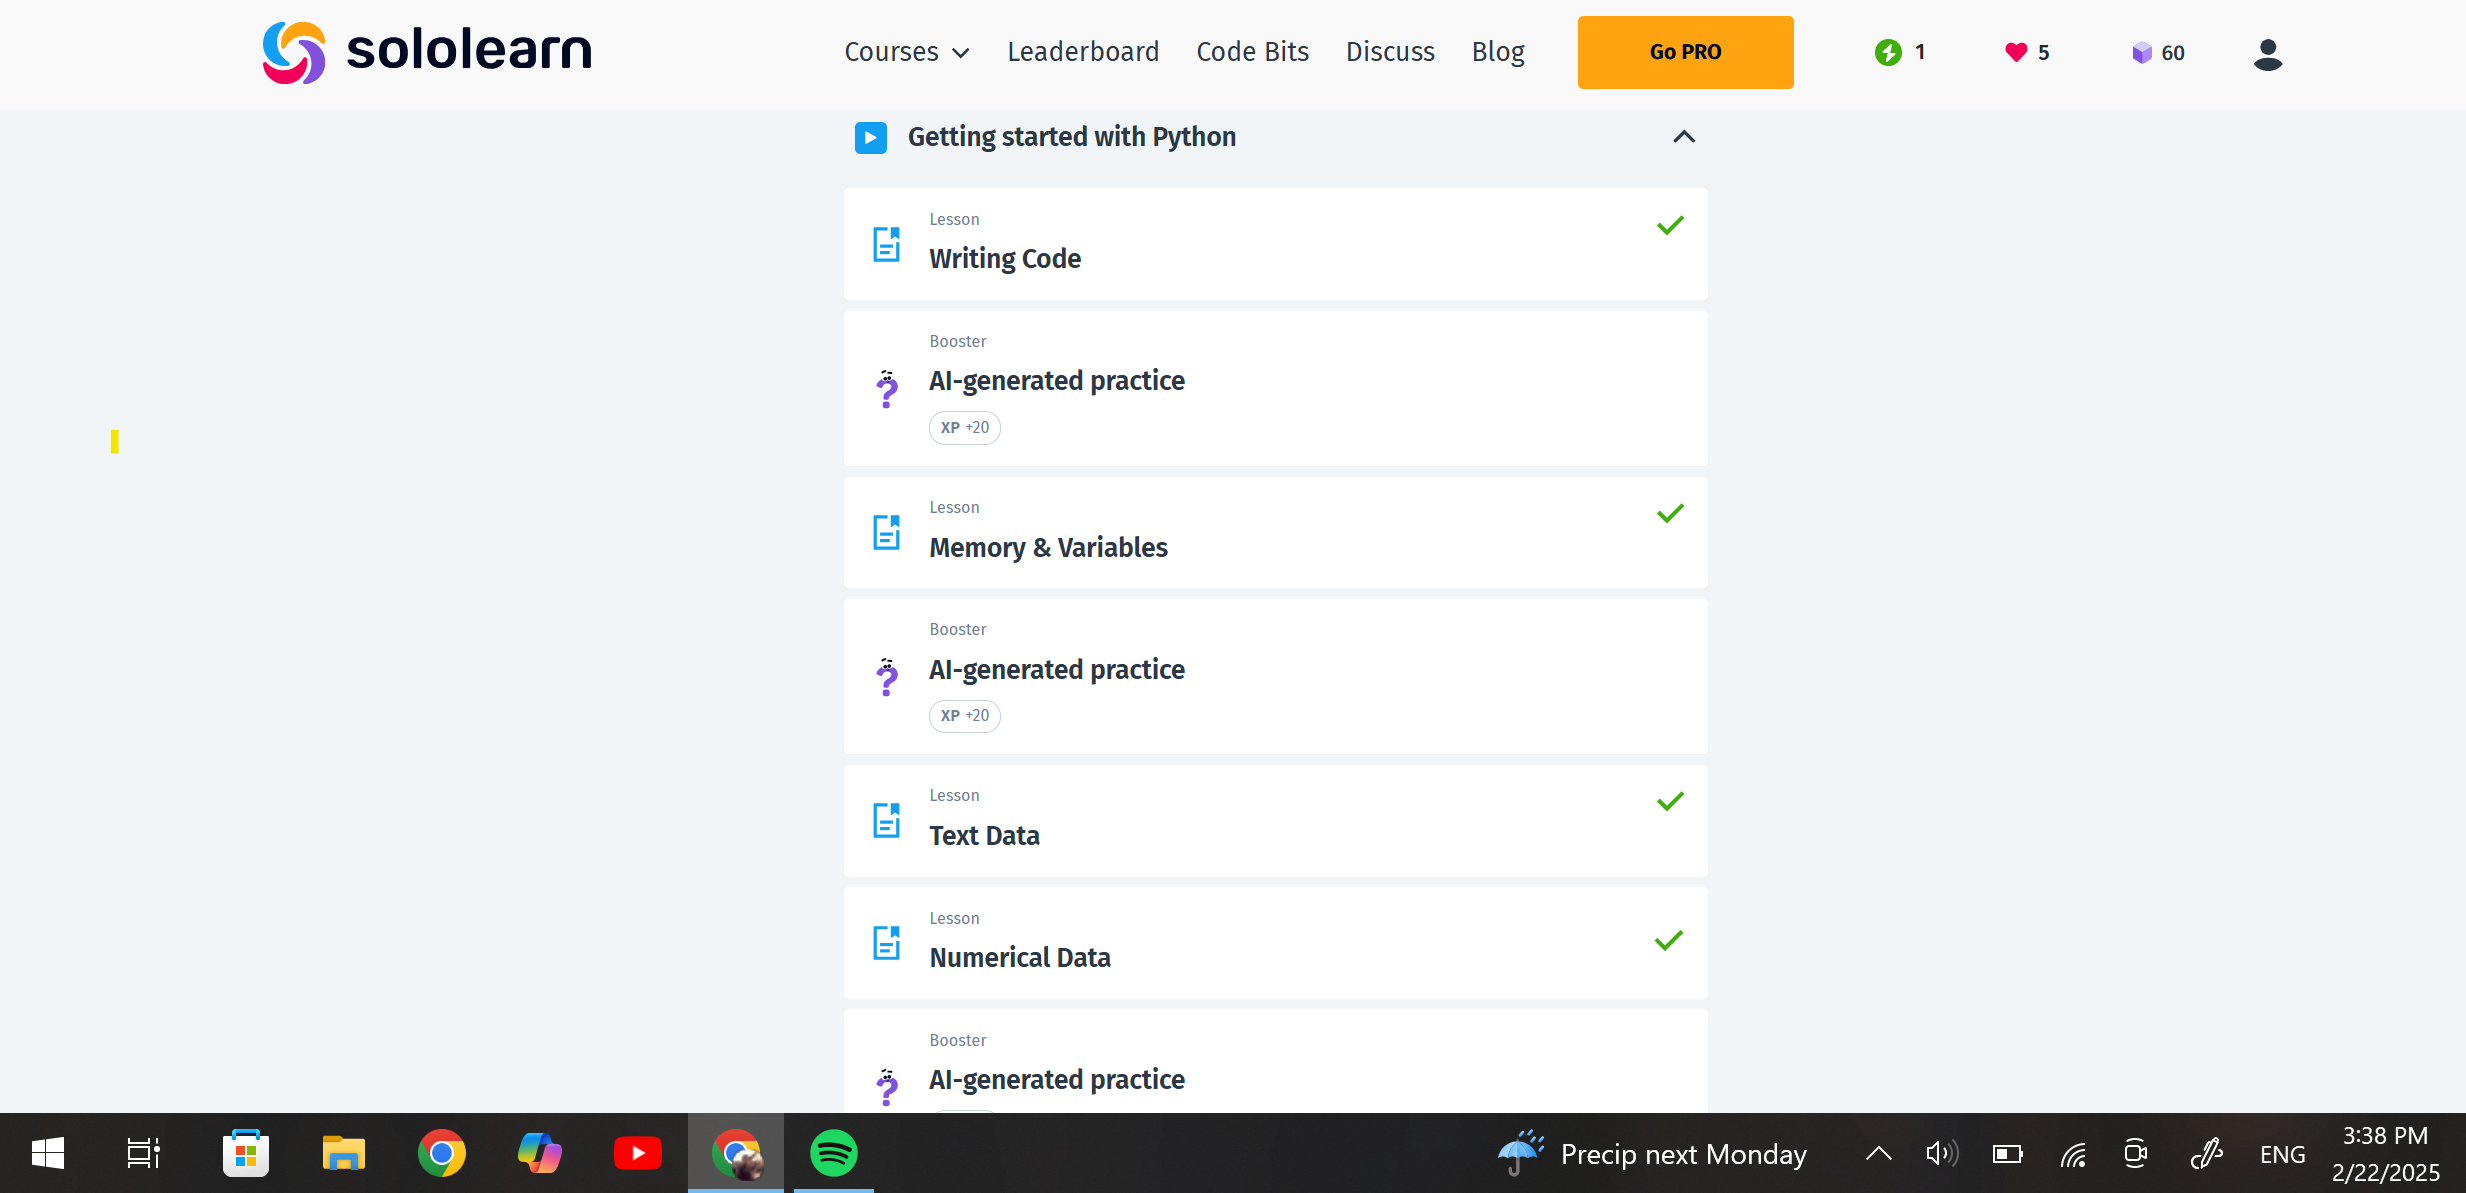 sololearn
Courses Leaderboard Code Bits Discuss Blog Go PRO 1 5 60
Getting started with Python
Lesson
Writing Code
Booster
AI-generated practice
XP +20
Lesson
Memory & Variables
Booster
AI-generated practice
XP +20
Lesson
Text Data
Lesson
Numerical Data
Booster
AI-generated practice
Precip next Monday
ENG
3:38 PM
2/22/2025